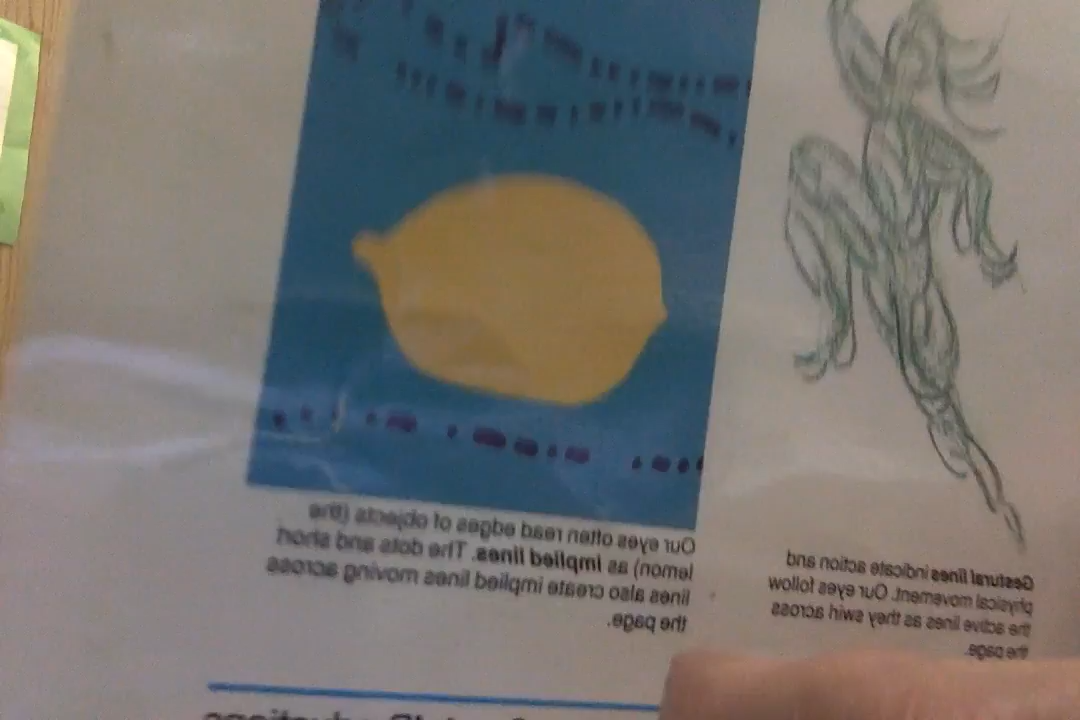 Our eyes often read edges of objects (the
lemon) as implied lines. The dots and short
lines also create implied lines moving across
the page.
Gestural lines indicate action and
physical movement. Our eyes follow
the active lines as they swirl across
the page.